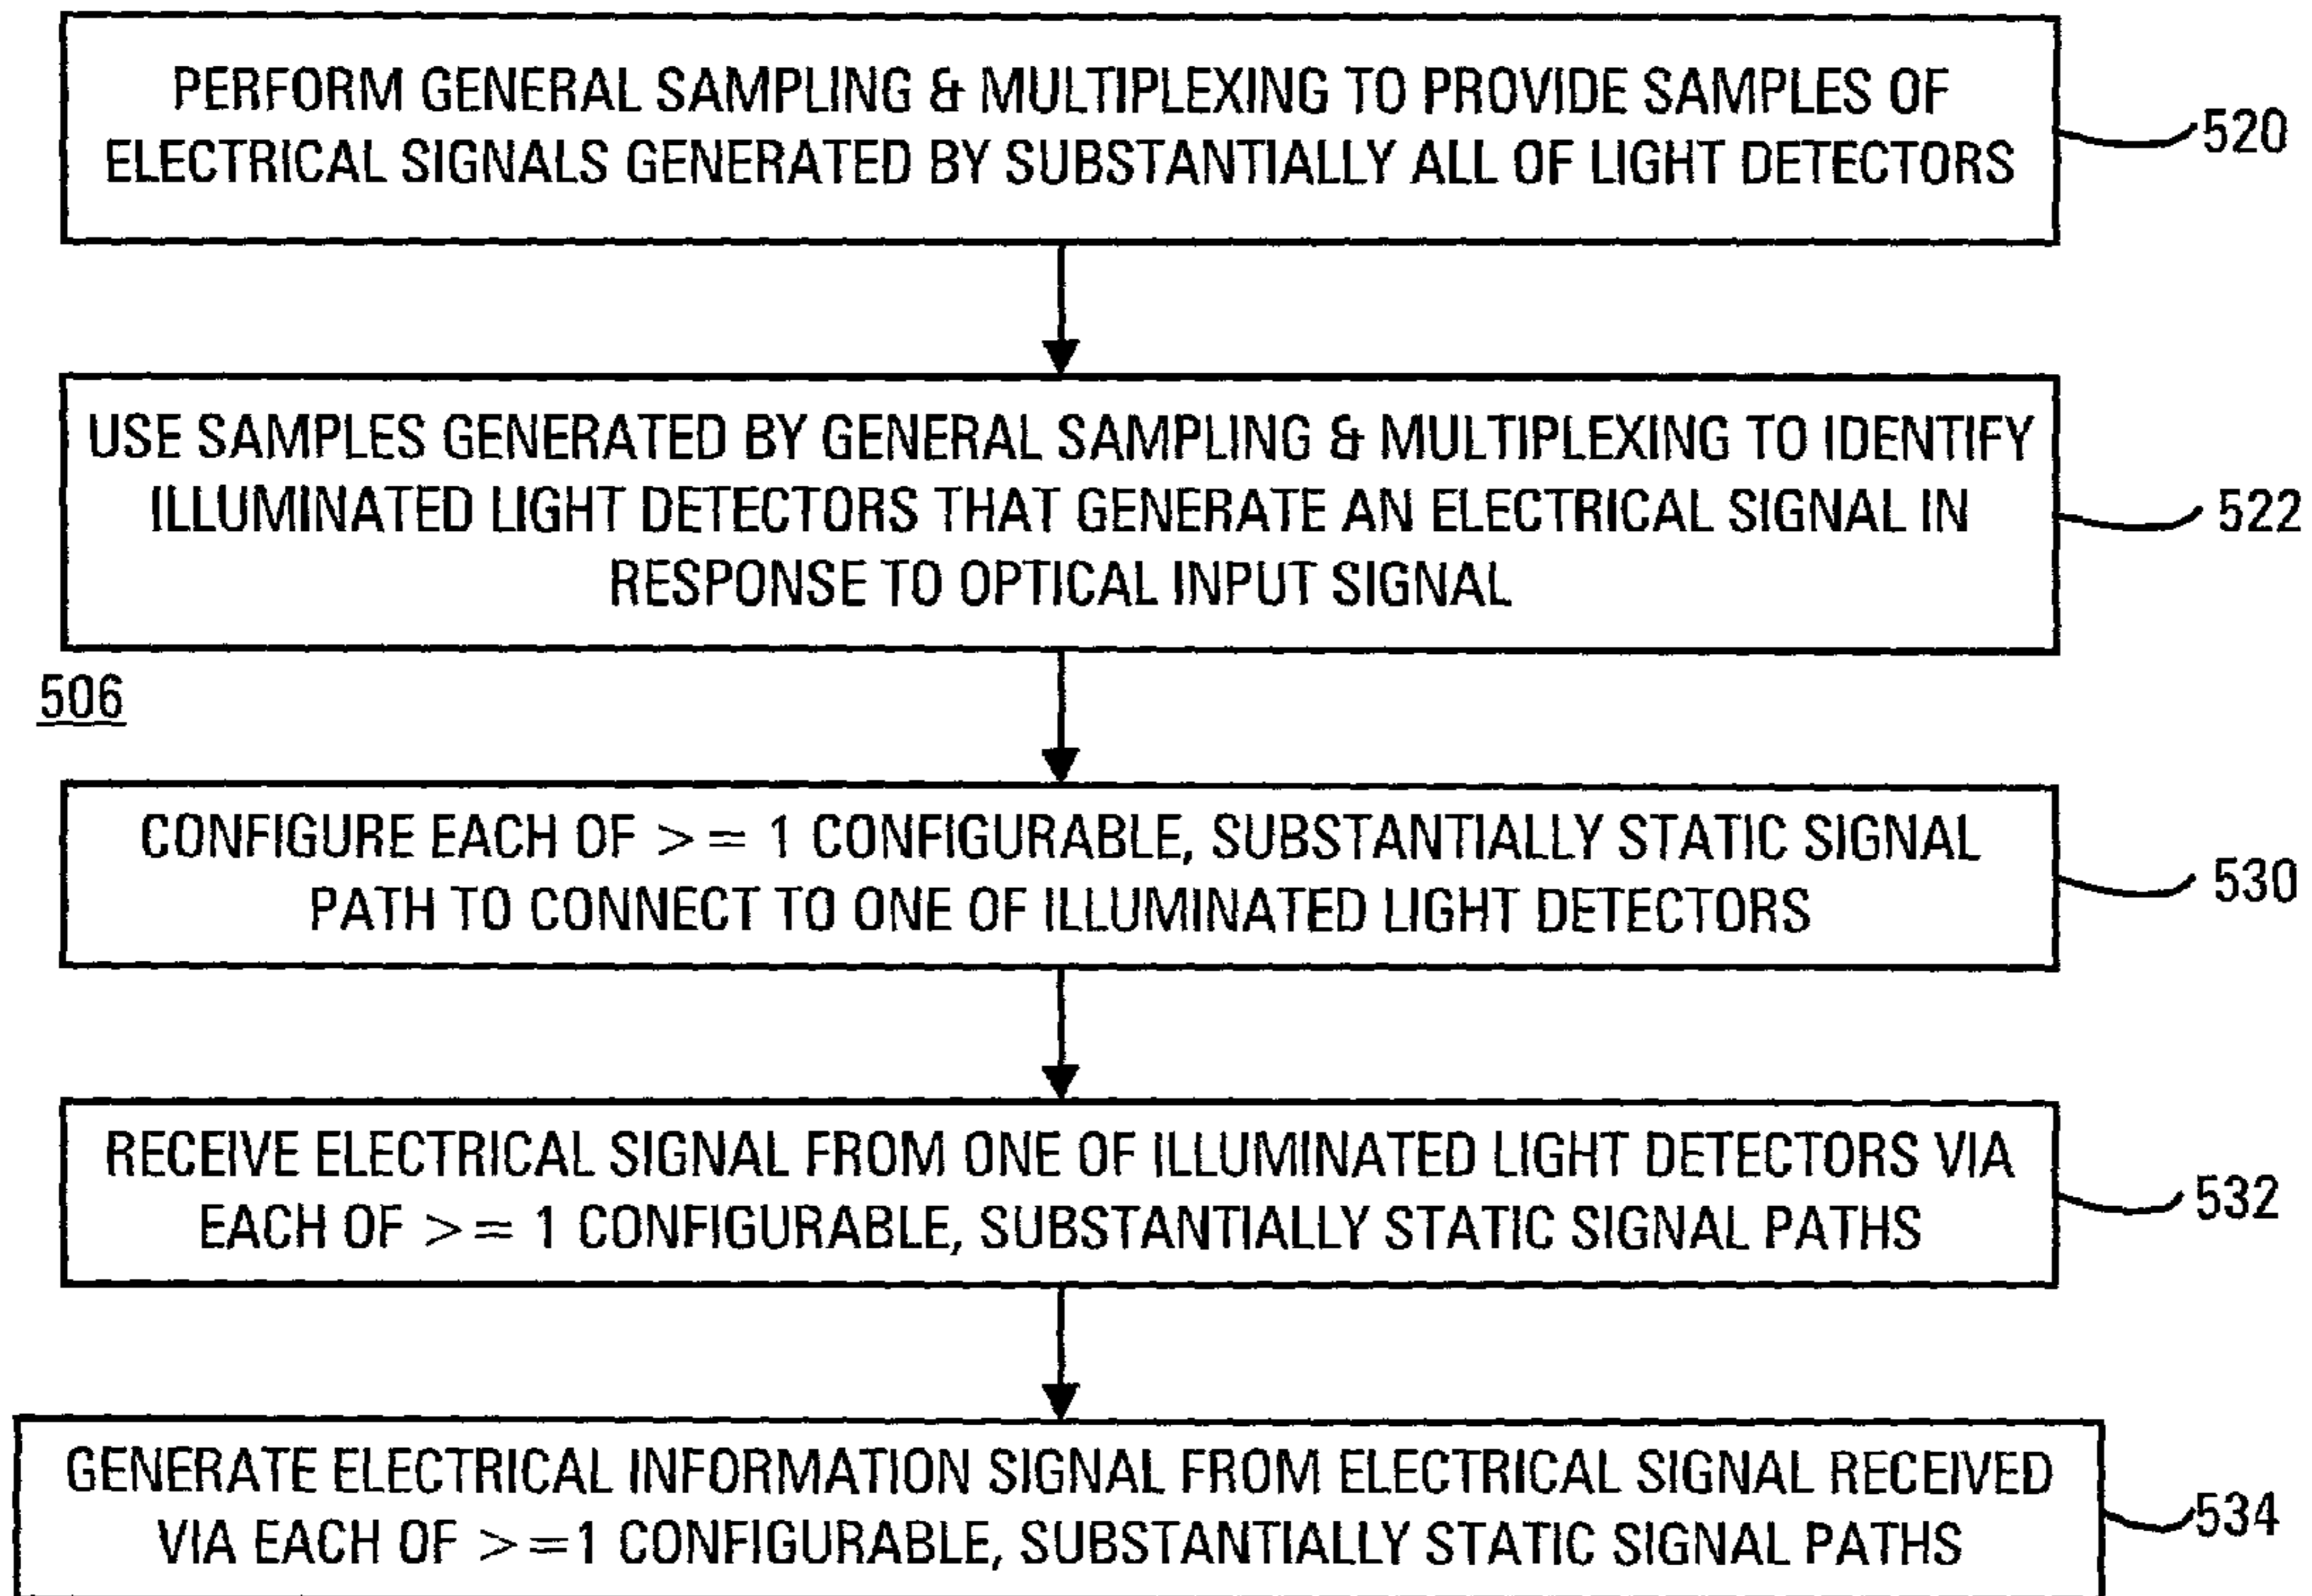 PERFORM GENERAL SAMPLING & MULTIPLEXING TO PROVIDE SAMPLES OF
ELECTRICAL SIGNALS GENERATED BY SUBSTANTIALLY ALL OF LIGHT DETECTORS
520
USE SAMPLES GENERATED BY GENERAL SAMPLING & MULTIPLEXING TO IDENTIFY
ILLUMINATED LIGHT DETECTORS THAT GENERATE AN ELECTRICAL SIGNAL IN
RESPONSE TO OPTICAL INPUT SIGNAL
522
506
CONFIGURE EACH OF >= 1 CONFIGURABLE, SUBSTANTIALLY STATIC SIGNAL
PATH TO CONNECT TO ONE OF ILLUMINATED LIGHT DETECTORS
530
RECEIVE ELECTRICAL SIGNAL FROM ONE OF ILLUMINATED LIGHT DETECTORS VIA
EACH OF >= 1 CONFIGURABLE, SUBSTANTIALLY STATIC SIGNAL PATHS
532
GENERATE ELECTRICAL INFORMATION SIGNAL FROM ELECTRICAL SIGNAL RECEIVED
VIA EACH OF >=1 CONFIGURABLE, SUBSTANTIALLY STATIC SIGNAL PATHS
534